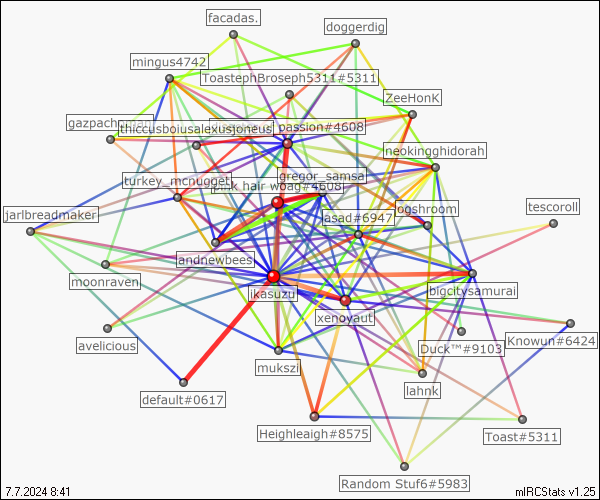 facadas.
doggerdig
mingus4742
ToastephBroseph5311#5311
ZeeHonK
gazpacho
thiccusboiusalexusjoneus
passion#4608
neokingghidorah
gregor_samsa
turkey_mcnugget
hair woag#4608
jarlbreadmaker
asad#6947
ogshroom
tescoroll
andnewbees
moonraven
ikasuzu
bigcitysamurai
xenoyaut
avelicious
Duck™#9103
Knowun#6424
mukszi
lahnk
default#0617
Heighleaigh#8575
Toast#5311
Random Stuf6#5983
7.7.2024 8:41
mIRCStats v1.25